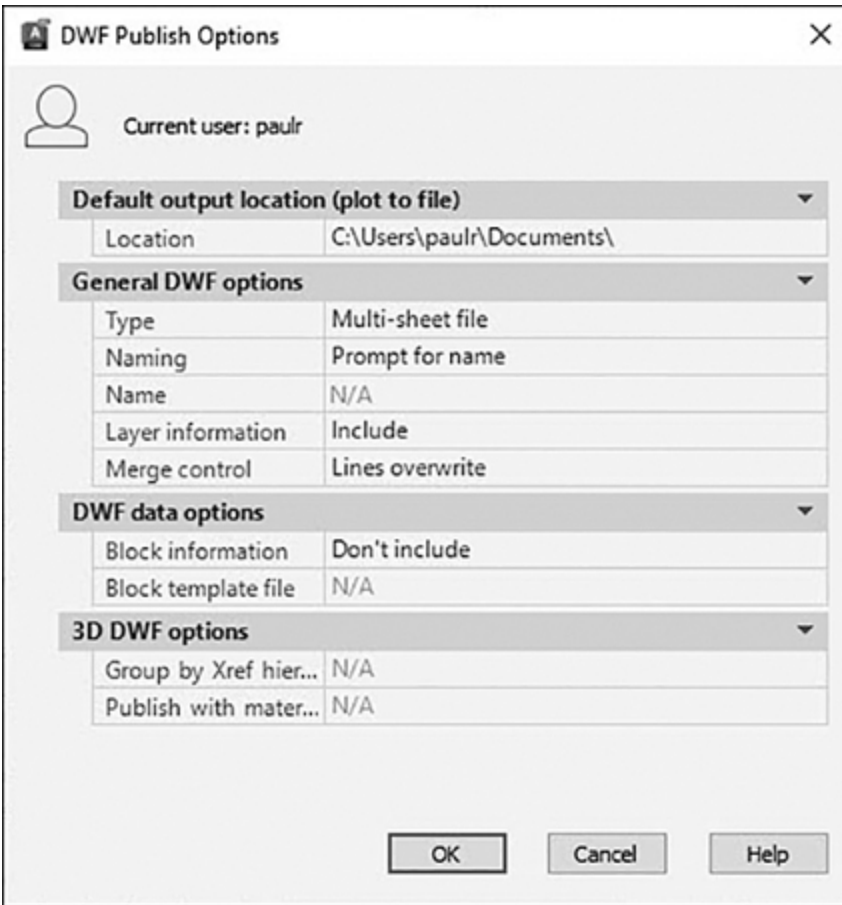 DWF Publish Options
Current user: paulr
Default output location (plot to file)
Location C:\Users\paulr\Documents\
General DWF options
Type Multi-sheet file
Naming Prompt for name
Name N/A
Layer information Include
Merge control Lines overwrite
DWF data options
Block information Don't include
Block template file N/A
3D DWF options
Group by Xref hier... N/A
Publish with mater... N/A
OK Cancel Help